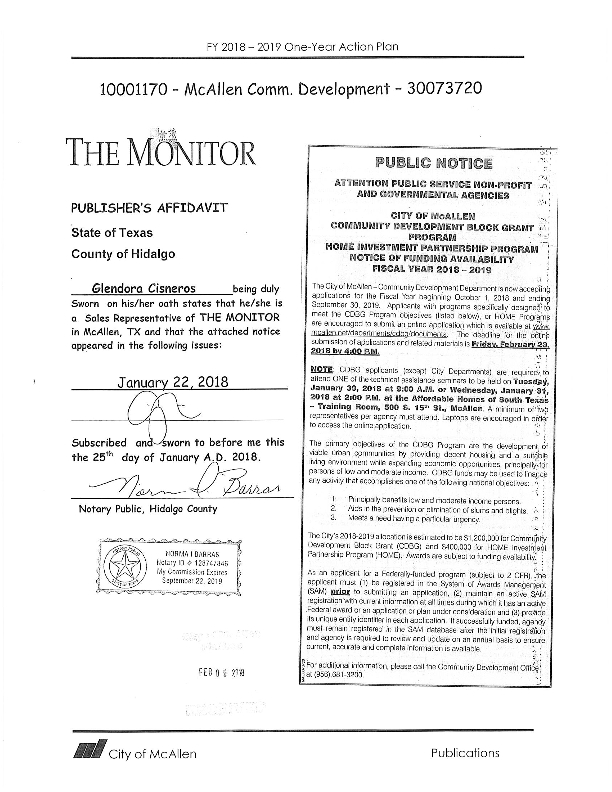 FY 2018 – 2019 One-Year Action Plan
10001170 - McAllen Comm. Development - 30073720
THE MONITOR
PUBLISHER'S AFFIDAVIT
State of Texas
County of Hidalgo
Glendora Cisneros being duly
Sworn on his/her oath states that he/she is
a Sales Representative of THE MONITOR
in McAllen, TX and that the attached notice
appeared in the following issues:
January 22, 2018
Subscribed and sworn to before me this
the 25th day of January A.D. 2018.
Norma I Darras
Notary Public, Hidalgo County
NORMA I DARRAS
Notary ID # 128747846
My Commission Expires
September 22, 2019
FEB 0 2018
PUBLIC NOTICE
ATTENTION PUBLIC SERVICE NON-PROFIT
AND GOVERNMENTAL AGENCIES
CITY OF McALLEN
COMMUNITY DEVELOPMENT BLOCK GRANT
PROGRAM
HOME INVESTMENT PARTNERSHIP PROGRAM
NOTICE OF FUNDING AVAILABILITY
FISCAL YEAR 2018 – 2019
The City of McAllen – Community Development Department is now accepting
applications for the Fiscal Year beginning October 1, 2018 and ending
September 30, 2019. Applicants with programs specifically designed to
meet the CDBG Program objectives (listed below), or HOME Programs
are encouraged to submit an online application which is available at www.
mcallen.net/departments/cdbg/documents. The deadline for the online
submission of applications and related materials is Friday, February 23,
2018 by 4:00 P.M.
NOTE: CDBG applicants (except City Departments) are required to
attend ONE of the technical assistance seminars to be held on Tuesday,
January 30, 2018 at 9:00 A.M. or Wednesday, January 31,
2018 at 2:00 P.M. at the Affordable Homes of South Texas
– Training Room, 500 S. 15th St., McAllen. A minimum of two
representatives per agency must attend. Laptops are encouraged in order
to access the online application.
The primary objectives of the CDBG Program are the development of
viable urban communities by providing decent housing and a suitable
living environment while expanding economic opportunities, principally for
persons of low and moderate income. CDBG funds may be used to finance
any activity that accomplishes one of the following national objectives:
1. Principally benefits low and moderate income persons.
2. Aids in the prevention or elimination of slums and blights.
3. Meets a need having a particular urgency.
The City's 2018-2019 allocation is estimated to be $1,200,000 for Community
Development Block Grant (CDBG) and $400,000 for HOME Investment
Partnership Program (HOME). Awards are subject to funding availability.
As an applicant for a Federally-funded program (subject to 2 CFR), the
applicant must (1) be registered in the System of Awards Management
(SAM) prior to submitting an application, (2) maintain an active SAM
registration with current information at all times during which it has an active
Federal award or an application or plan under consideration and (3) provide
its unique entity identifier in each application. If successfully funded, agency
must remain registered in the SAM database after the initial registration
and agency is required to review and update on an annual basis to ensure
current, accurate and complete information is available.
For additional information, please call the Community Development Office
at (956) 681-3200.
City of McAllen
Publications